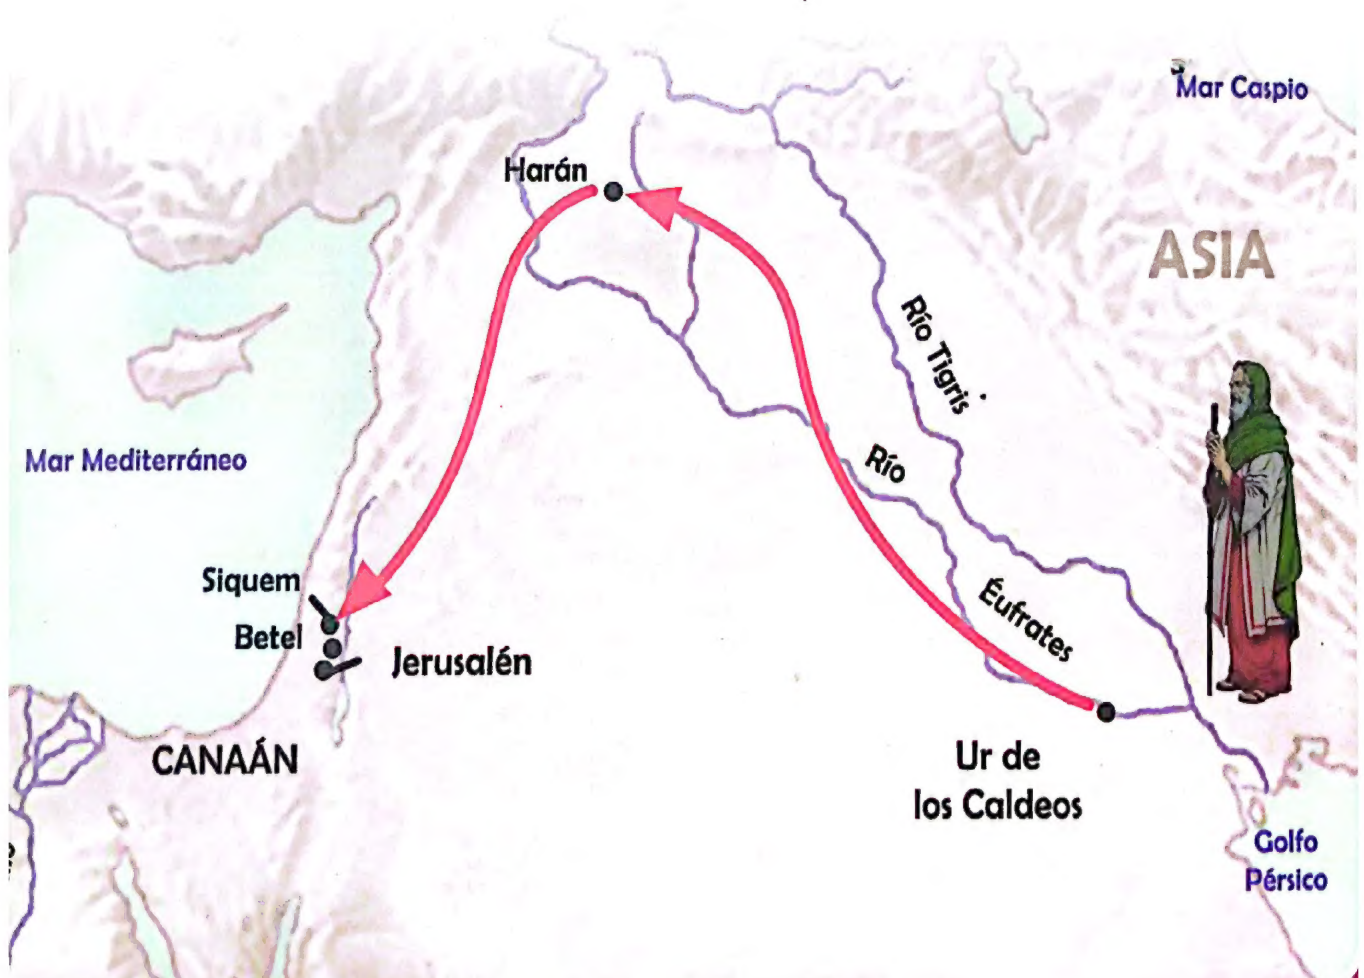 Mar Caspio
Harán
ASIA
Río Tigris
Mar Mediterráneo
Río
Éufrates
Siquem
Betel
Jerusalén
CANAÁN
Ur de
los Caldeos
Golfo
Pérsico